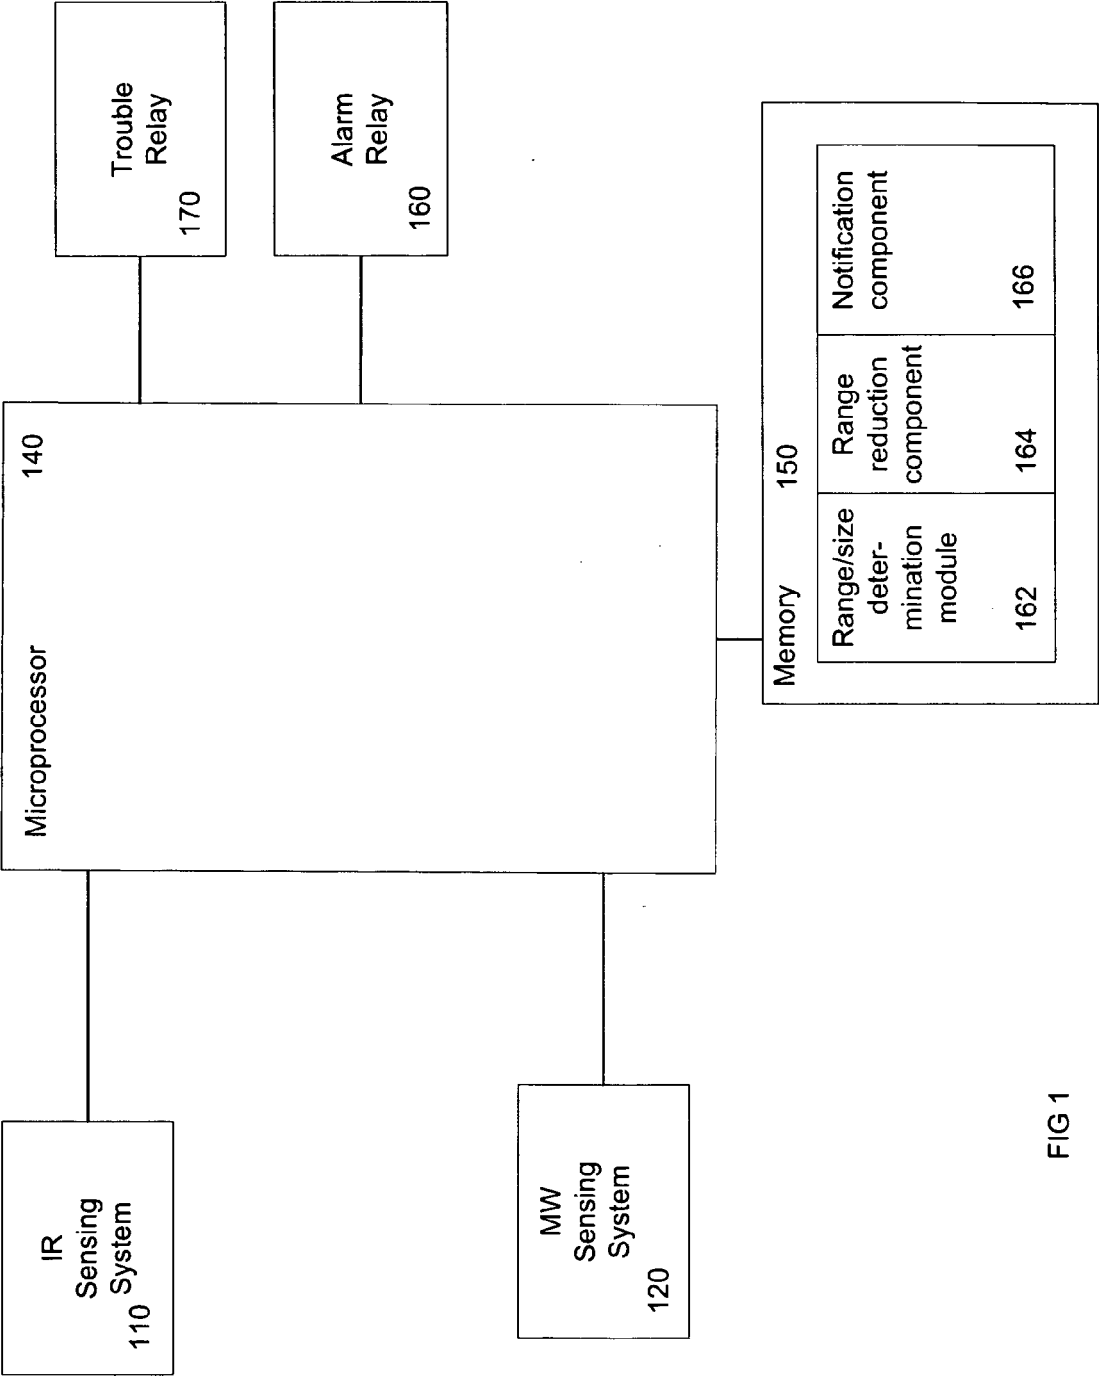 IR
Sensing
System
110
MW
Sensing
System
120
Microprocessor
140
Trouble
Relay
170
Alarm
Relay
160
Memory
150
Range/size
deter-
mination
module
162
Range
reduction
component
164
Notification
component
166
FIG 1